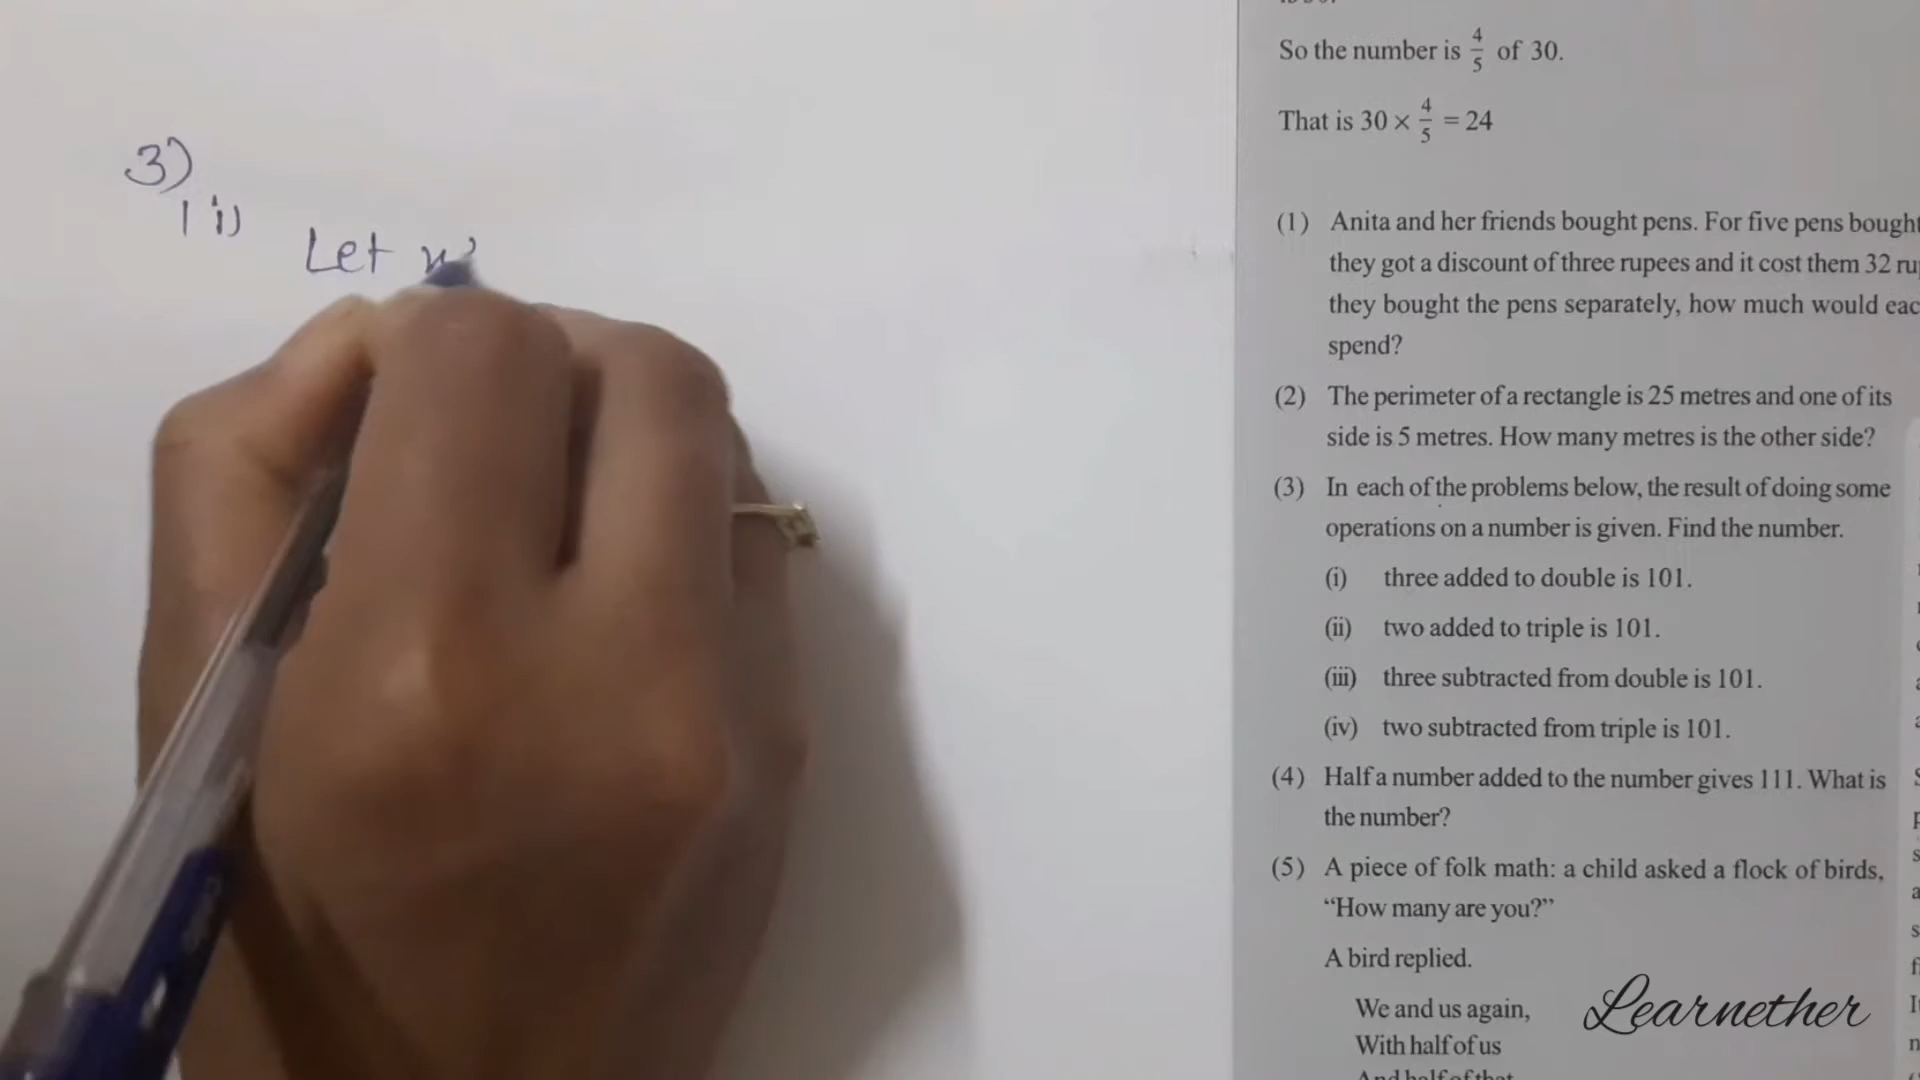 3)
i)
Let
So the number is 4/5 of 30.
That is 30 × 4/5 = 24
(1) Anita and her friends bought pens. For five pens bought
they got a discount of three rupees and it cost them 32
they bought the pens separately, how much would
spend?
(2) The perimeter of a rectangle is 25 metres and one of its
side is 5 metres. How many metres is the other side?
(3) In each of the problems below, the result of doing some
operations on a number is given. Find the number.
(i) three added to double is 101.
(ii) two added to triple is 101.
(iii) three subtracted from double is 101.
(iv) two subtracted from triple is 101.
(4) Half a number added to the number gives 111. What is
the number?
(5) A piece of folk math: a child asked a flock of birds,
“How many are you?”
A bird replied.
We and us again,
With half of us
Learnether